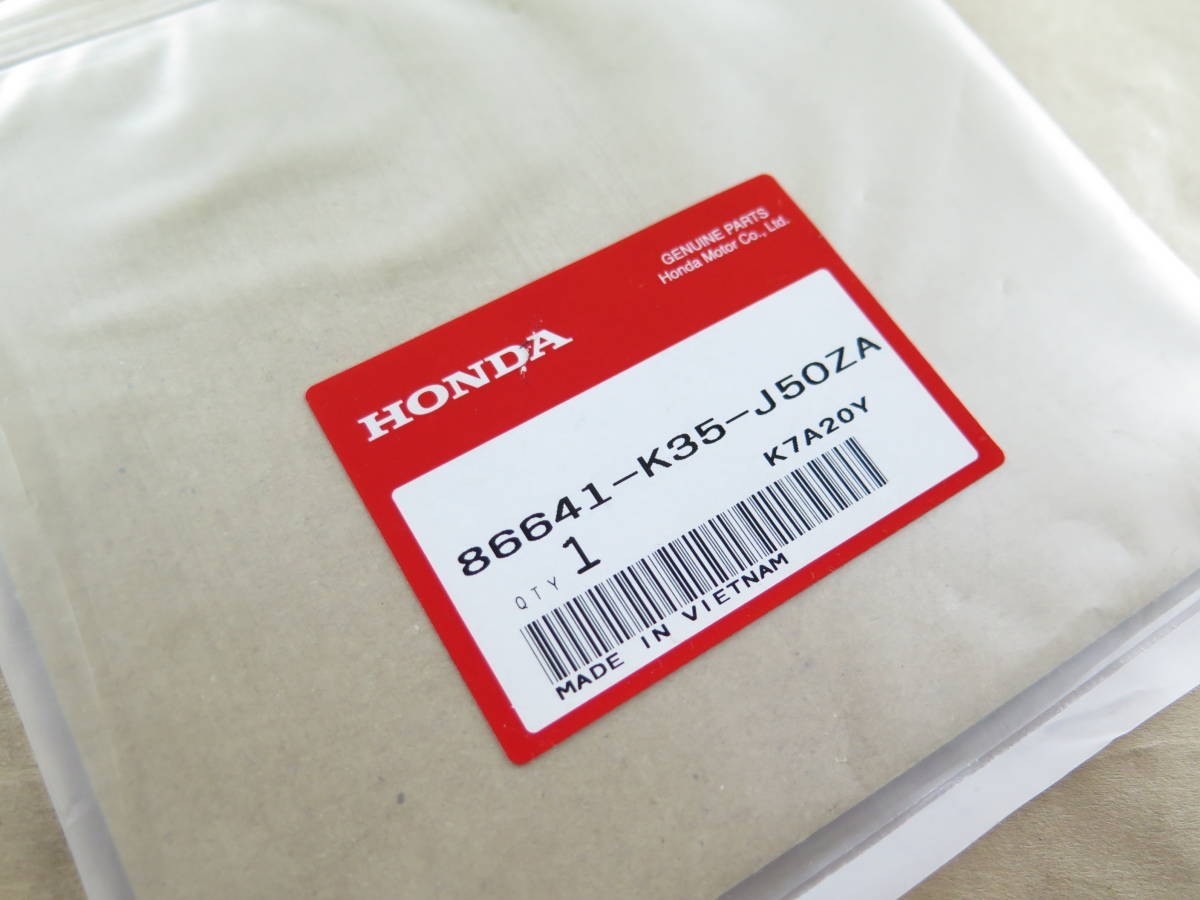 GENUINE PARTS
Honda Motor Co., Ltd.
HONDA
86641-K35-J50ZA
K7A20Y
QTY 1
MADE IN VIETNAM